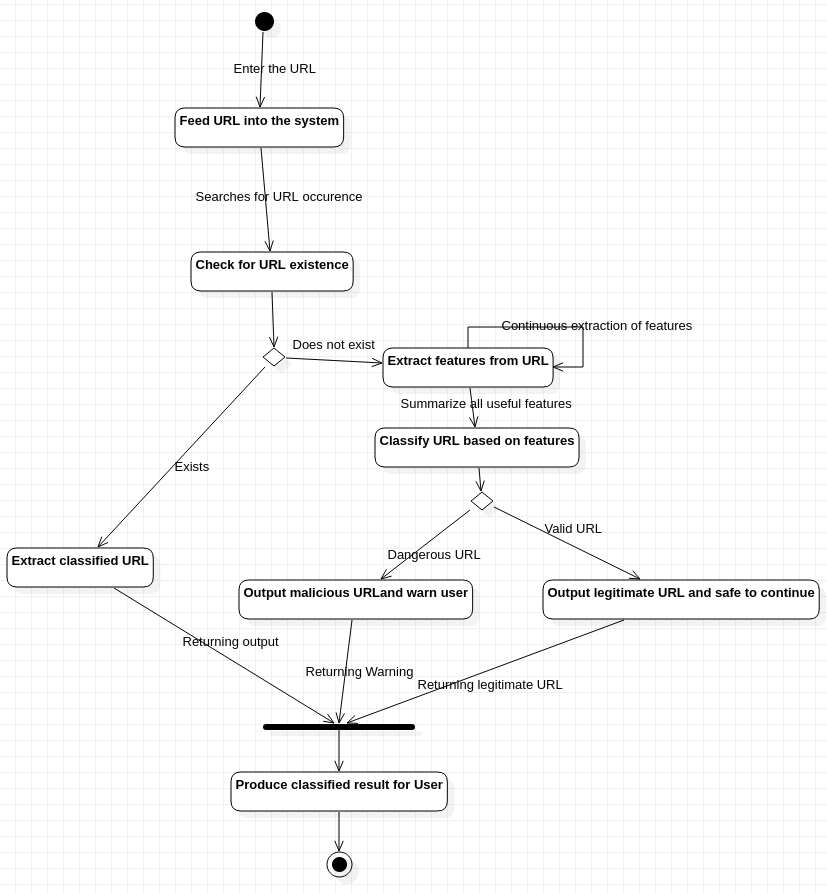 Enter the URL
Feed URL into the system
Searches for URL occurence
Check for URL existence
Continuous extraction of features
Does not exist
Extract features from URL
Summarize all useful features
Classify URL based on features
Exists
Valid URL
Dangerous URL
Extract classified URL
Output malicious URLand warn user
Output legitimate URL and safe to continue
Returning output
Returning Warning
Returning legitimate URL
Produce classified result for User